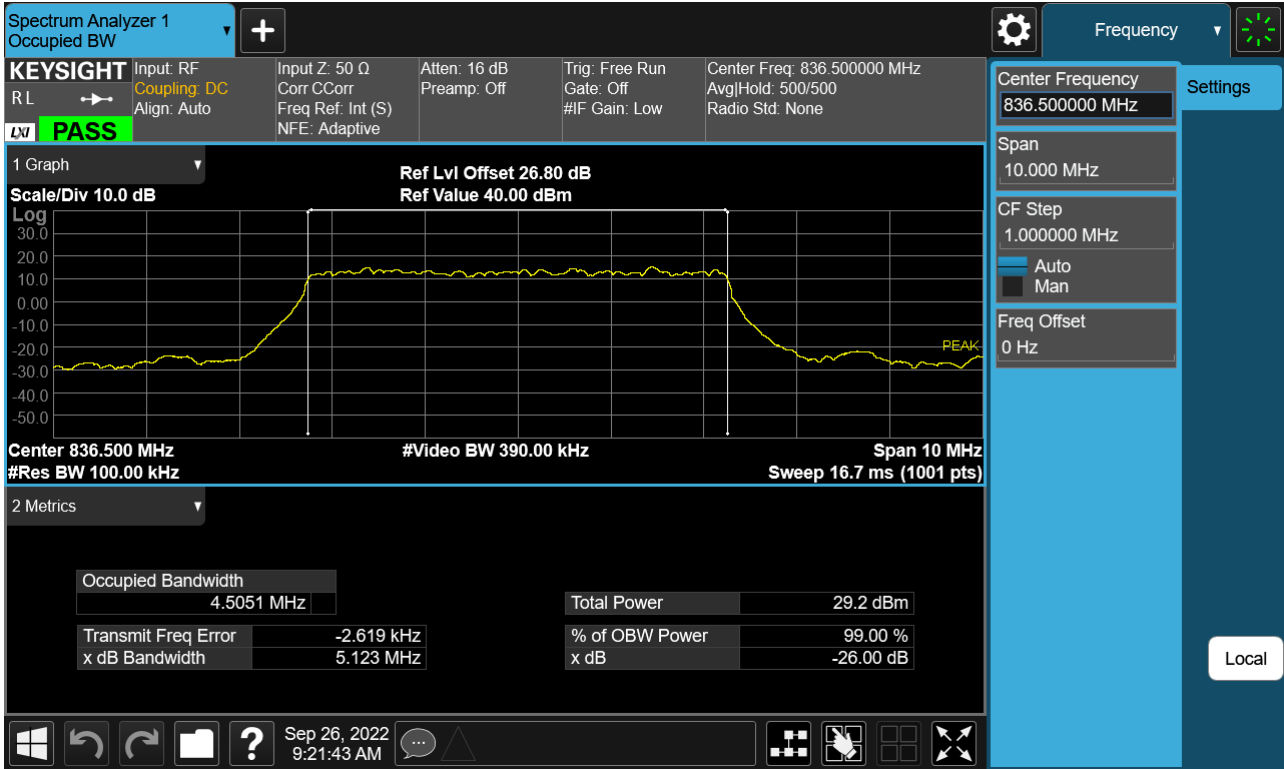 Spectrum Analyzer 1
Occupied BW
Frequency
KEYSIGHT
R L
LXI
PASS
Input: RF
Coupling: DC
Align: Auto
Input Z: 50 Ω
Corr CCorr
Freq Ref: Int (S)
NFE: Adaptive
Atten: 16 dB
Preamp: Off
Trig: Free Run
Gate: Off
#IF Gain: Low
Center Freq: 836.500000 MHz
Avg|Hold: 500/500
Radio Std: None
Center Frequency
836.500000 MHz
Settings
Span
10.000 MHz
CF Step
1.000000 MHz
Auto
Man
Freq Offset
0 Hz
Local
1 Graph
Scale/Div 10.0 dB
Ref Lvl Offset 26.80 dB
Ref Value 40.00 dBm
Log
30.0
20.0
10.0
0.00
-10.0
-20.0
-30.0
-40.0
-50.0
PEAK
Center 836.500 MHz
#Video BW 390.00 kHz
Span 10 MHz
#Res BW 100.00 kHz
Sweep 16.7 ms (1001 pts)
2 Metrics
Occupied Bandwidth
4.5051 MHz
Total Power 29.2 dBm
Transmit Freq Error -2.619 kHz
% of OBW Power 99.00 %
x dB Bandwidth 5.123 MHz
x dB -26.00 dB
?
Sep 26, 2022
9:21:43 AM